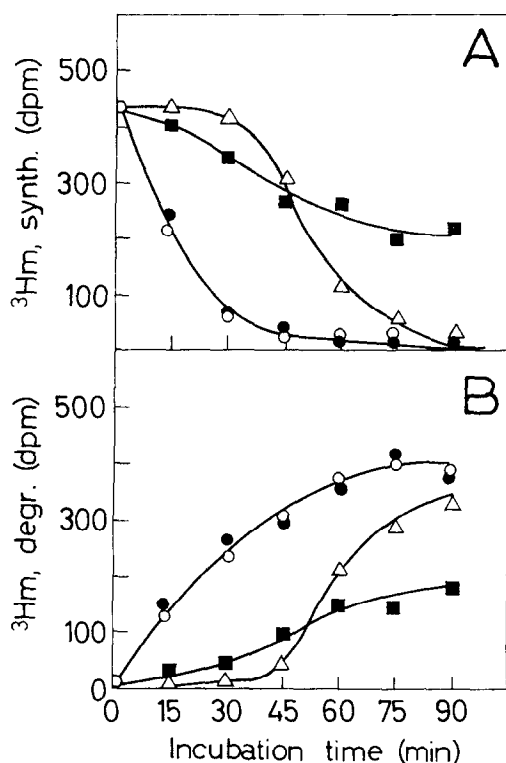 A
500
300
100
³Hm, synth. (dpm)
B
500
300
100
0
³Hm, degr. (dpm)
0 15 30 45 60 75 90
Incubation time (min)